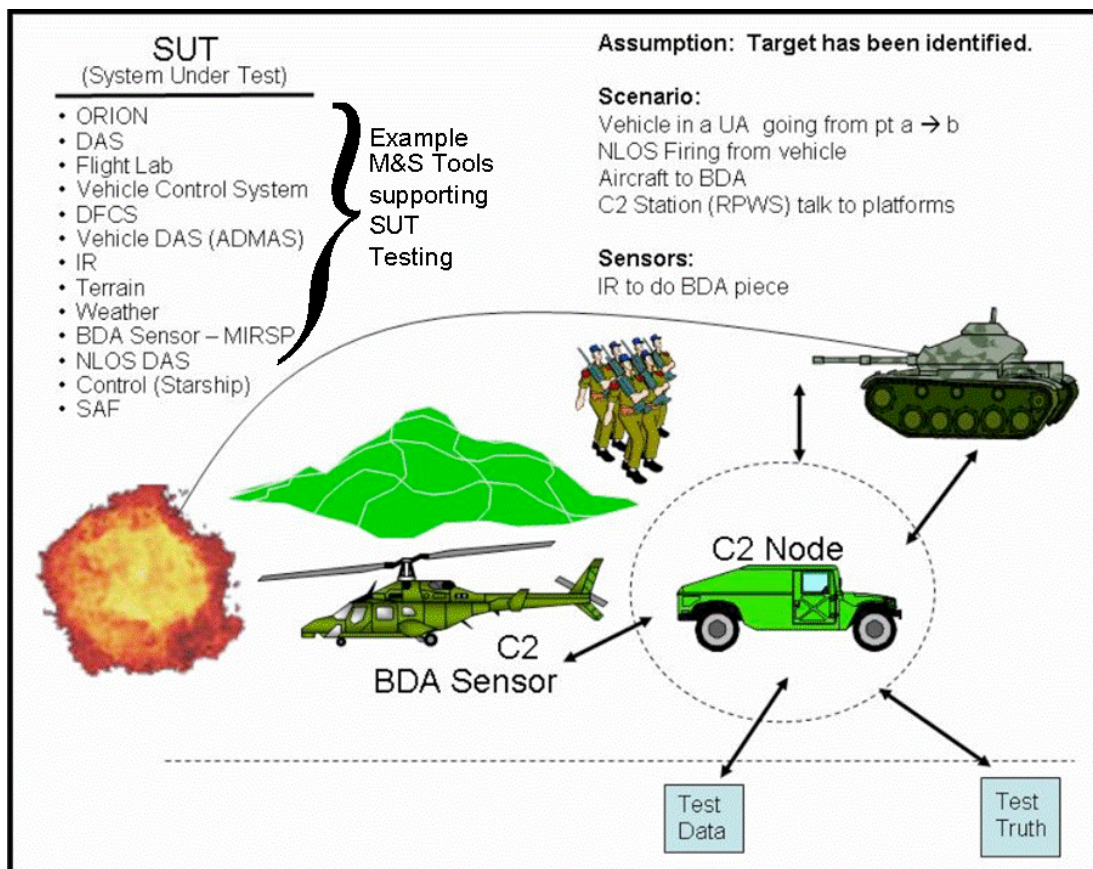 SUT
(System Under Test)
• ORION
• DAS
• Flight Lab
• Vehicle Control System
• DFCS
• Vehicle DAS (ADMAS)
• IR
• Terrain
• Weather
• BDA Sensor – MIRSP
• NLOS DAS
• Control (Starship)
• SAF
Example
M&S Tools
supporting
SUT
Testing
Assumption: Target has been identified.
Scenario:
Vehicle in a UA going from pt a → b
NLOS Firing from vehicle
Aircraft to BDA
C2 Station (RPWS) talk to platforms
Sensors:
IR to do BDA piece
C2 Node
C2
BDA Sensor
Test
Data
Test
Truth